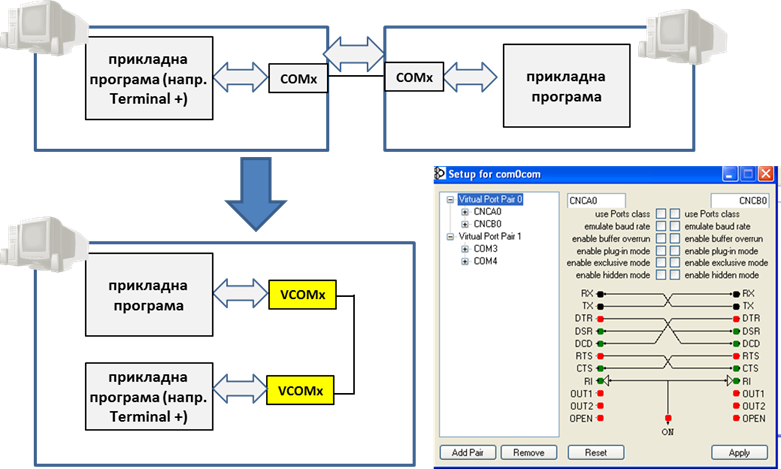 прикладна
програма (напр.
Terminal +)
COMx
COMx
прикладна
програма
прикладна
програма
VCOMx
прикладна
програма (напр.
Terminal +)
VCOMx
Setup for com0com
Virtual Port Pair 0
CNCA0
CNCB0
Virtual Port Pair 1
COM3
COM4
CNCA0 CNCB0
use Ports class use Ports class
emulate baud rate emulate baud rate
enable buffer overrun enable buffer overrun
enable plug-in mode enable plug-in mode
enable exclusive mode enable exclusive mode
enable hidden mode enable hidden mode
RX RX
TX TX
DTR DTR
DSR DSR
DCD DCD
RTS RTS
CTS CTS
RI RI
OUT1 OUT1
OUT2 OUT2
OPEN OPEN
ON
Add Pair Remove Reset Apply